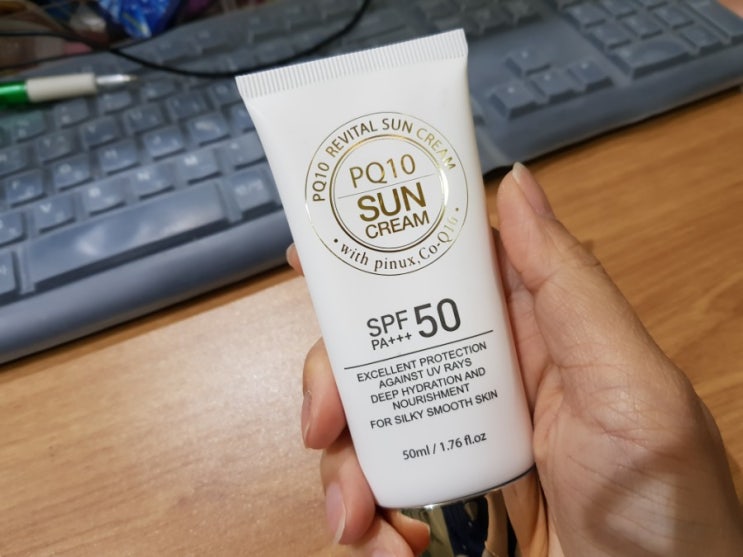 PQ10 REVITAL SUN CREAM
PQ10
SUN
CREAM
• with pinux, Co-Q10 •
SPF 50
PA+++
EXCELLENT PROTECTION
AGAINST UV RAYS
DEEP HYDRATION AND
NOURISHMENT
FOR SILKY SMOOTH SKIN
50ml / 1.76 fl.oz